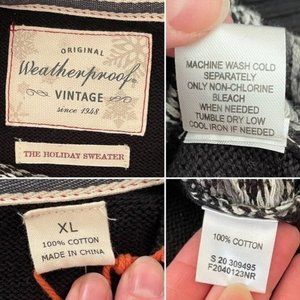 ORIGINAL
Weatherproof
VINTAGE
since 1948
THE HOLIDAY SWEATER
MACHINE WASH COLD
SEPARATELY
ONLY NON-CHLORINE
BLEACH
WHEN NEEDED
TUMBLE DRY LOW
COOL IRON IF NEEDED
XL
100% COTTON
MADE IN CHINA
100% COTTON
S 20 309495
F2040123NR